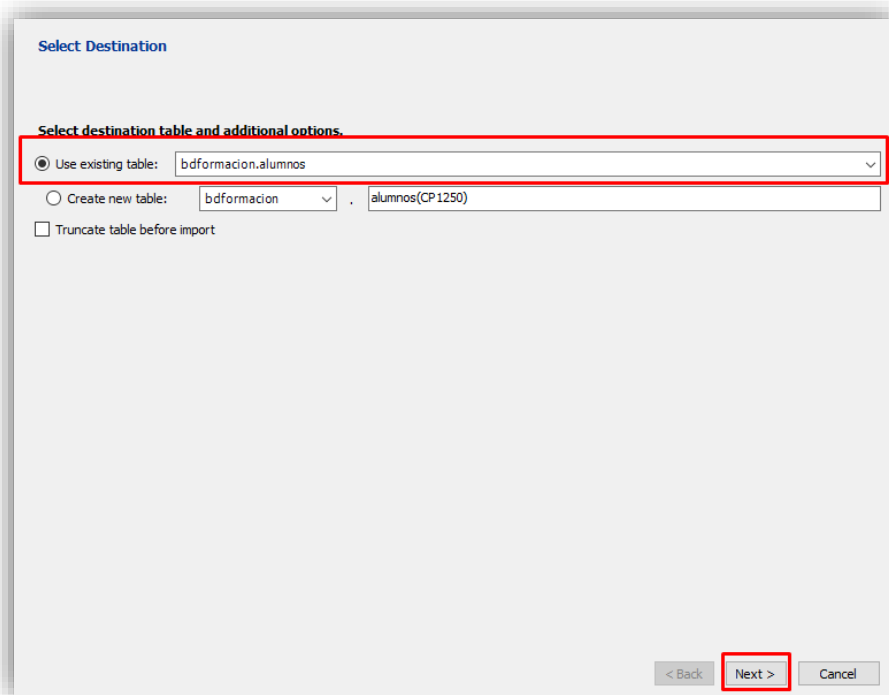 Select Destination
Select destination table and additional options.
Use existing table: bdformacion.alumnos
Create new table: bdformacion . alumnos(CP1250)
Truncate table before import
< Back Next > Cancel